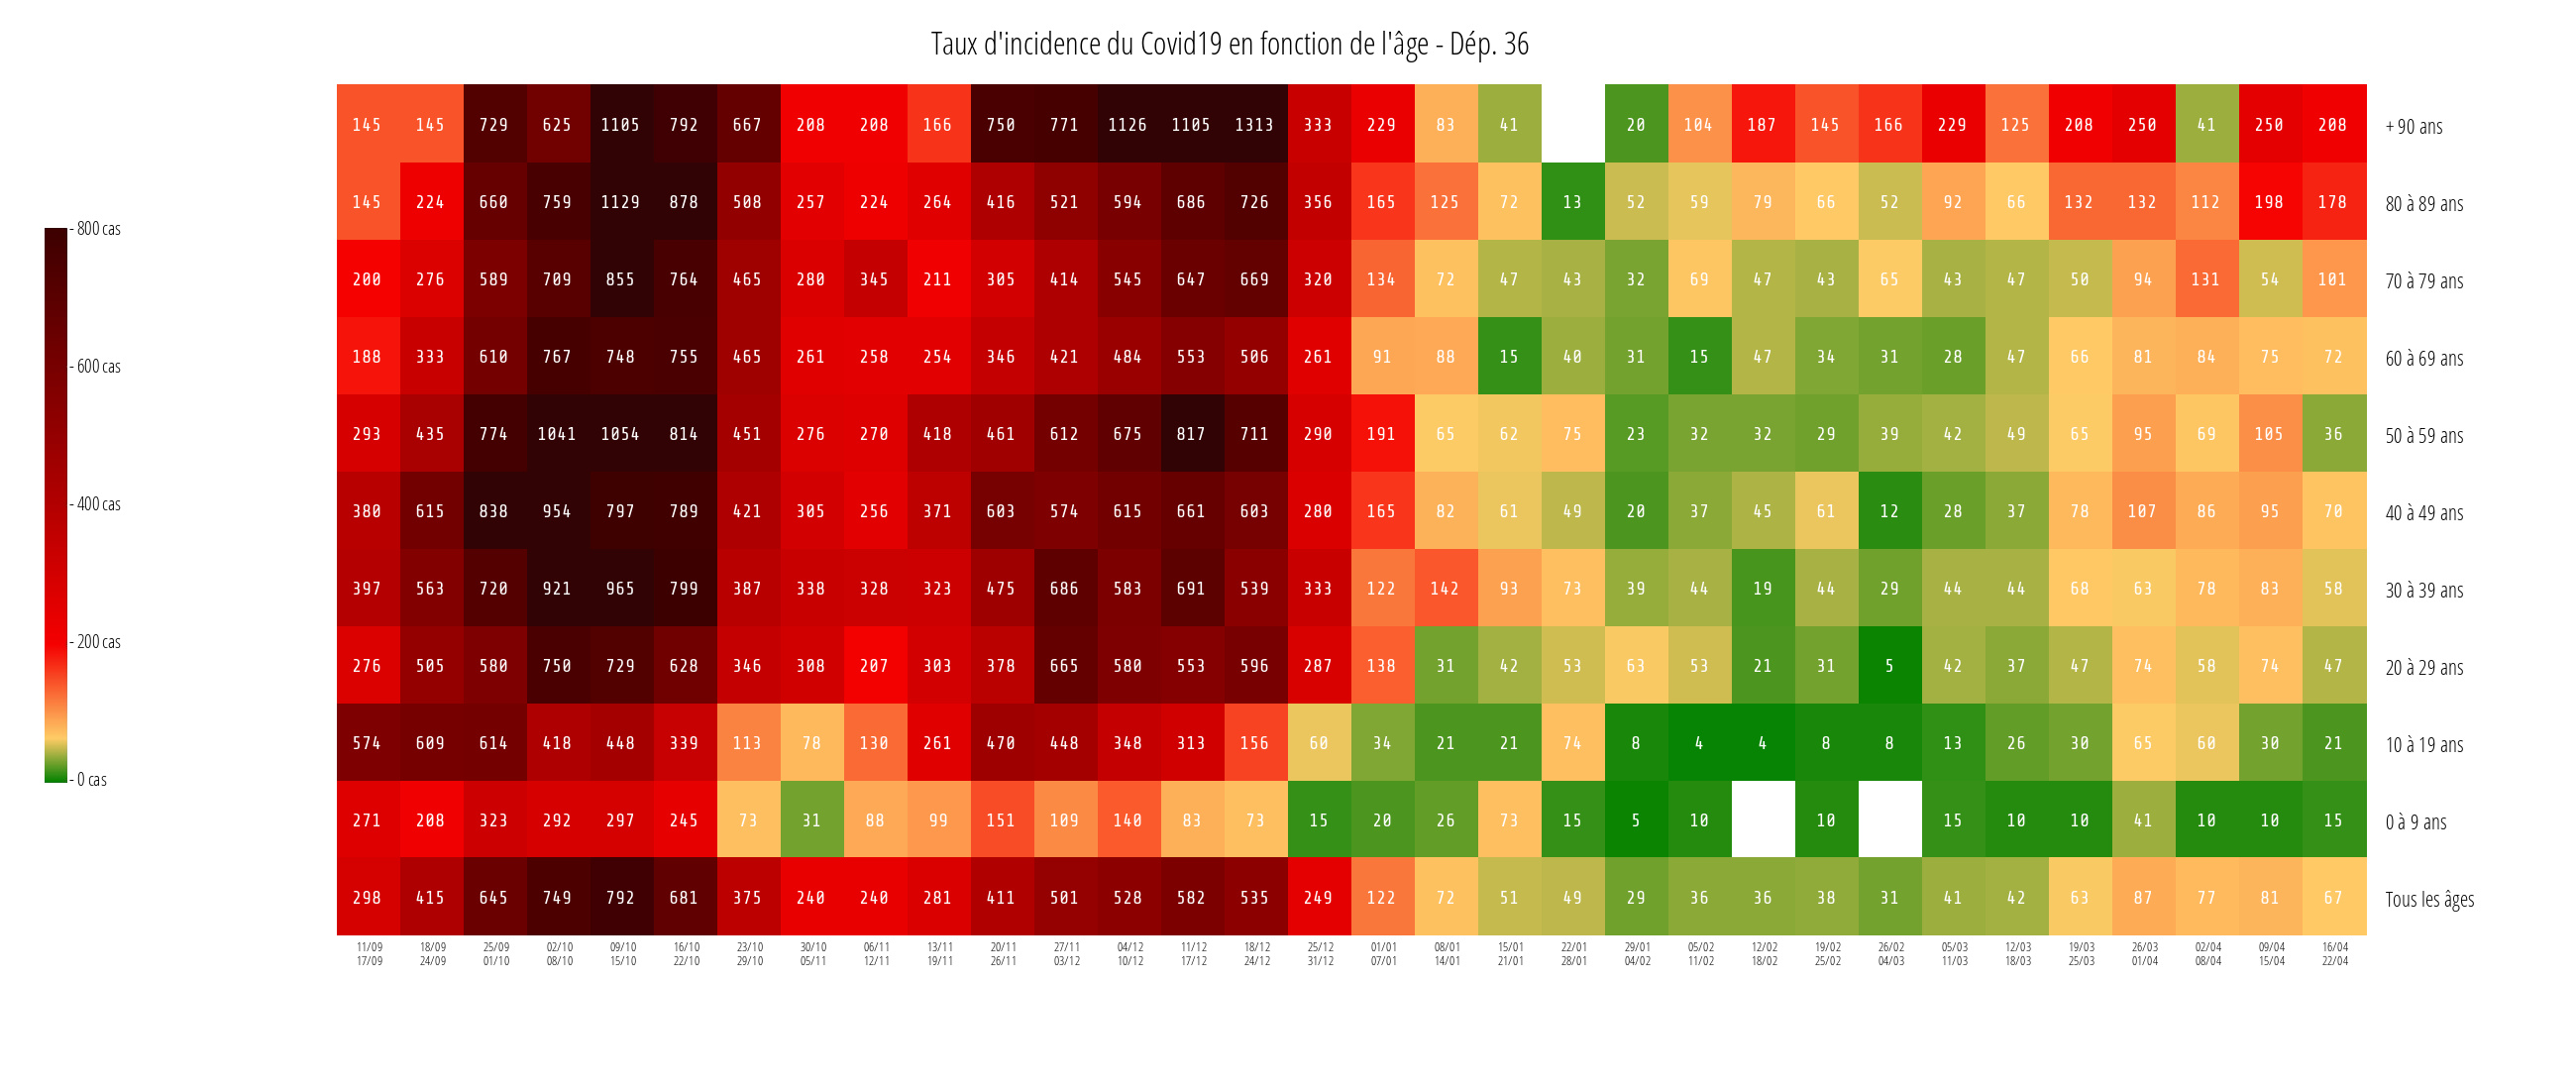 Taux d'incidence du Covid19 en fonction de l'âge - Dép. 36
- 800 cas
- 600 cas
- 400 cas
- 200 cas
- 0 cas
145 145 729 625 1105 792 667 208 208 166 750 771 1126 1105 1313 333 229 83 41 20 104 187 145 166 229 125 208 250 41 250 208 + 90 ans
145 224 660 759 1129 878 508 257 224 264 416 521 594 686 726 356 165 125 72 13 52 59 79 66 52 92 66 132 132 112 198 178 80 à 89 ans
200 276 589 709 855 764 465 280 345 211 305 414 545 647 669 320 134 72 47 43 32 69 47 43 65 43 47 50 94 131 54 101 70 à 79 ans
188 333 610 767 748 755 465 261 258 254 346 421 484 553 506 261 91 88 15 40 31 15 47 34 31 28 47 66 81 84 75 72 60 à 69 ans
293 435 774 1041 1054 814 451 276 270 418 461 612 675 817 711 290 191 65 62 75 23 32 32 29 39 42 49 65 95 69 105 36 50 à 59 ans
380 615 838 954 797 789 421 305 256 371 603 574 615 661 603 280 165 82 61 49 20 37 45 61 12 28 37 78 107 86 95 70 40 à 49 ans
397 563 720 921 965 799 387 338 328 323 475 686 583 691 539 333 122 142 93 73 39 44 19 44 29 44 44 68 63 78 83 58 30 à 39 ans
276 505 580 750 729 628 346 308 207 303 378 665 580 553 596 287 138 31 42 53 63 53 21 31 5 42 37 47 74 58 74 47 20 à 29 ans
574 609 614 418 448 339 113 78 130 261 470 448 348 313 156 60 34 21 21 74 8 4 4 8 8 13 26 30 65 60 30 21 10 à 19 ans
271 208 323 292 297 245 73 31 88 99 151 109 140 83 73 15 20 26 73 15 5 10 10 15 10 10 41 10 10 15 0 à 9 ans
298 415 645 749 792 681 375 240 240 281 411 501 528 582 535 249 122 72 51 49 29 36 36 38 31 41 42 63 87 77 81 67 Tous les âges
11/09 18/09 25/09 02/10 09/10 16/10 23/10 30/10 06/11 13/11 20/11 27/11 04/12 11/12 18/12 25/12 01/01 08/01 15/01 22/01 29/01 05/02 12/02 19/02 26/02 05/03 12/03 19/03 26/03 02/04 09/04 16/04
17/09 24/09 01/10 08/10 15/10 22/10 29/10 05/11 12/11 19/11 26/11 03/12 10/12 17/12 24/12 31/12 07/01 14/01 21/01 28/01 04/02 11/02 18/02 25/02 04/03 11/03 18/03 25/03 01/04 08/04 15/04 22/04